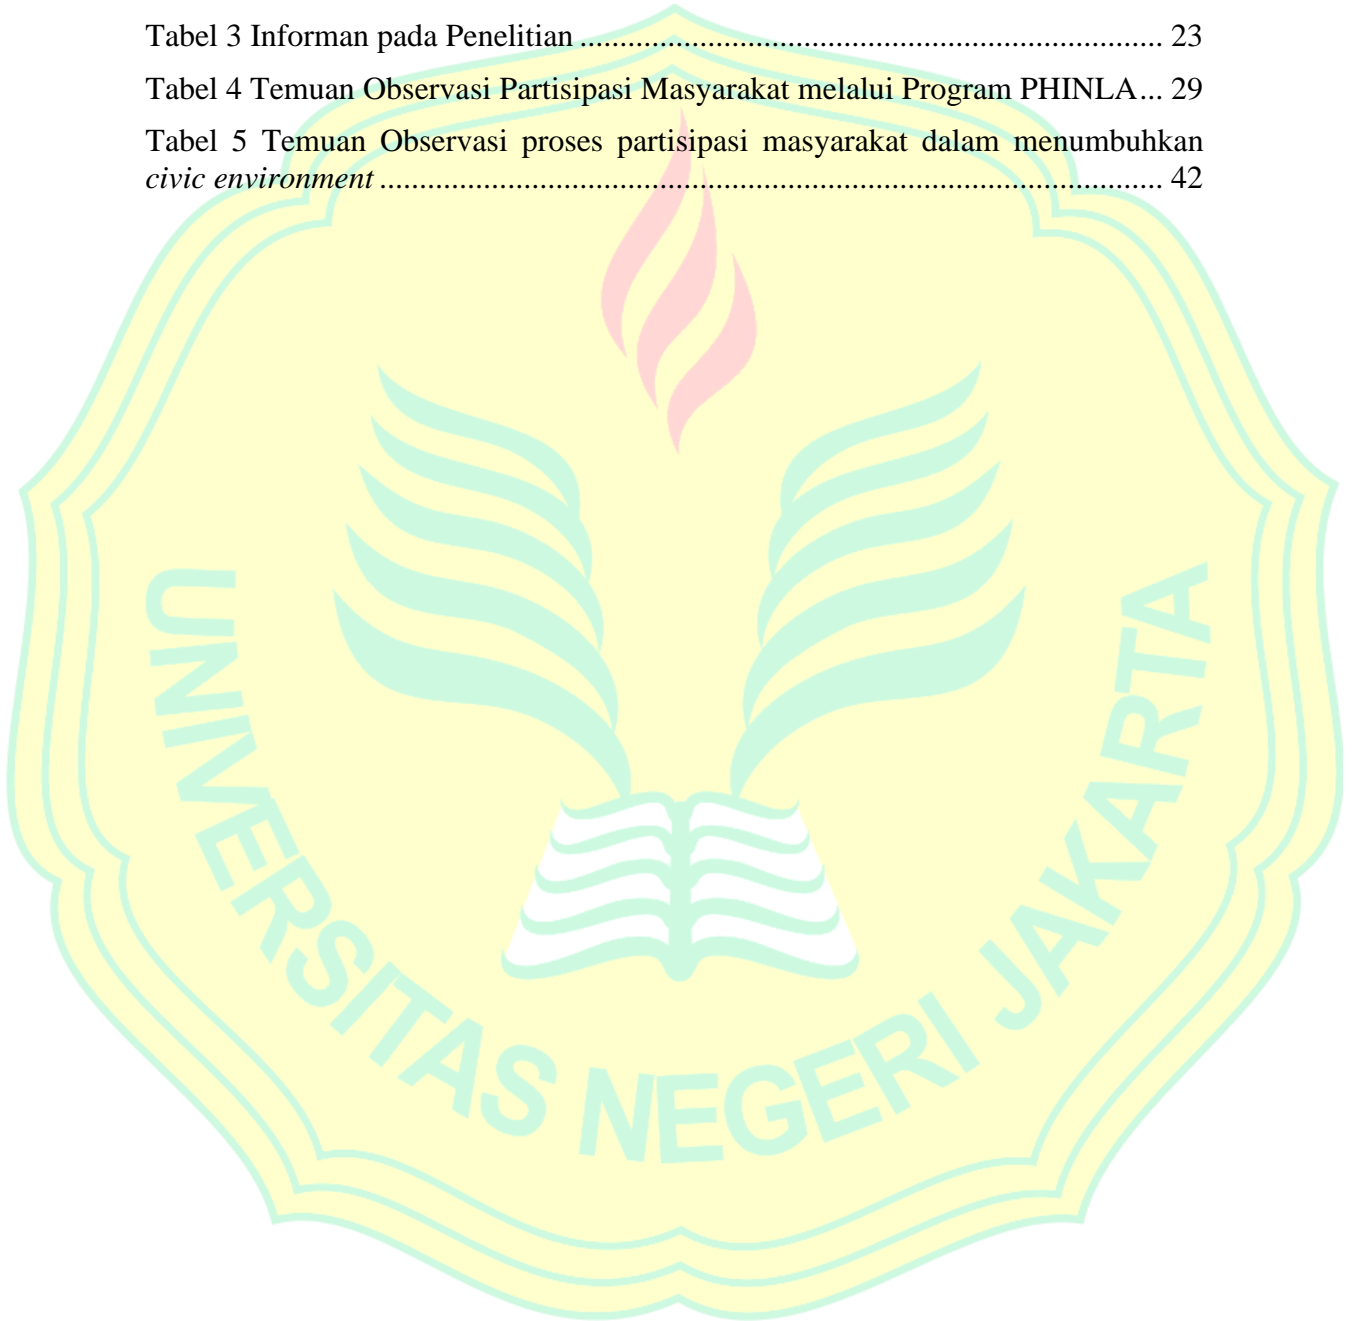 Tabel 3 Informan pada Penelitian .......................................................................... 23
Tabel 4 Temuan Observasi Partisipasi Masyarakat melalui Program PHINLA... 29
Tabel 5 Temuan Observasi proses partisipasi masyarakat dalam menumbuhkan
civic environment ................................................................................................... 42
UNIVERSITAS NEGERI JAKARTA